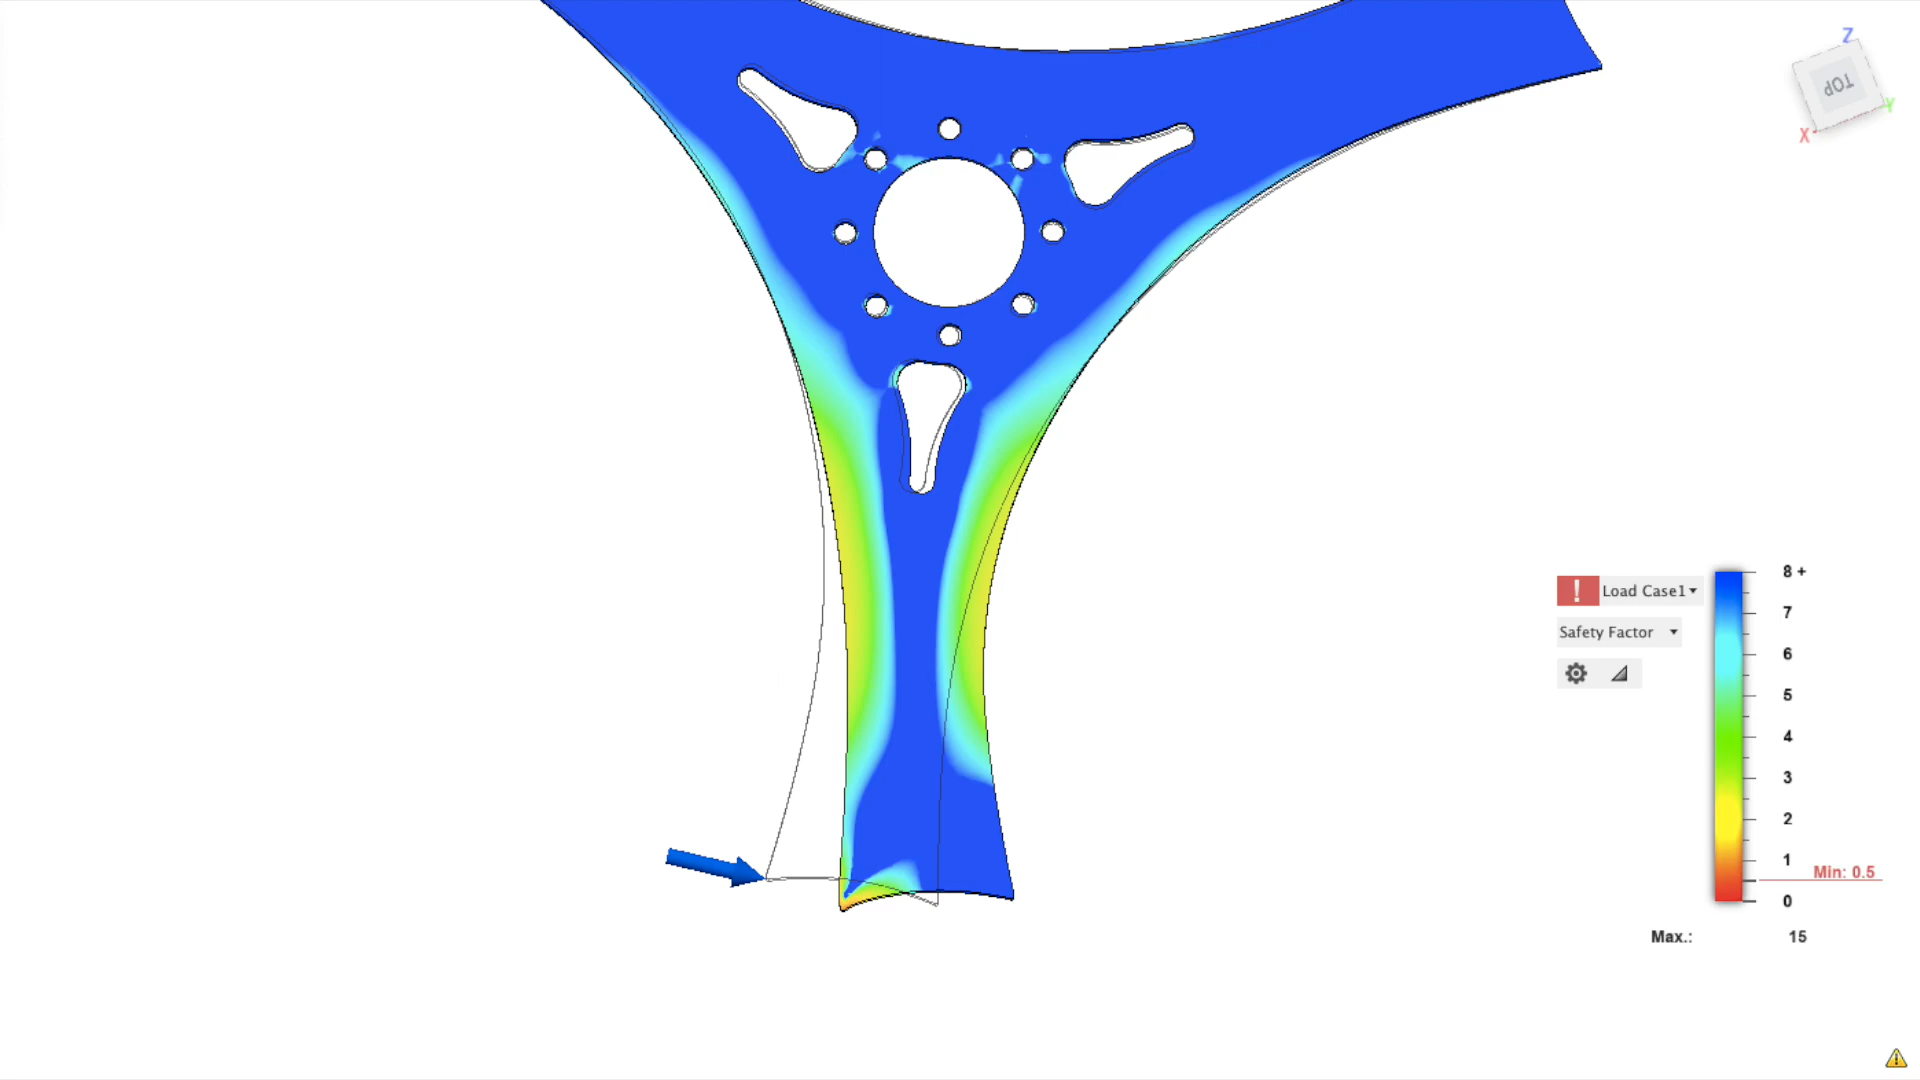 Z
TOP
Y
X
8 +
! Load Case1
7
Safety Factor
6
5
4
3
2
1
Min: 0.5
0
Max.: 15